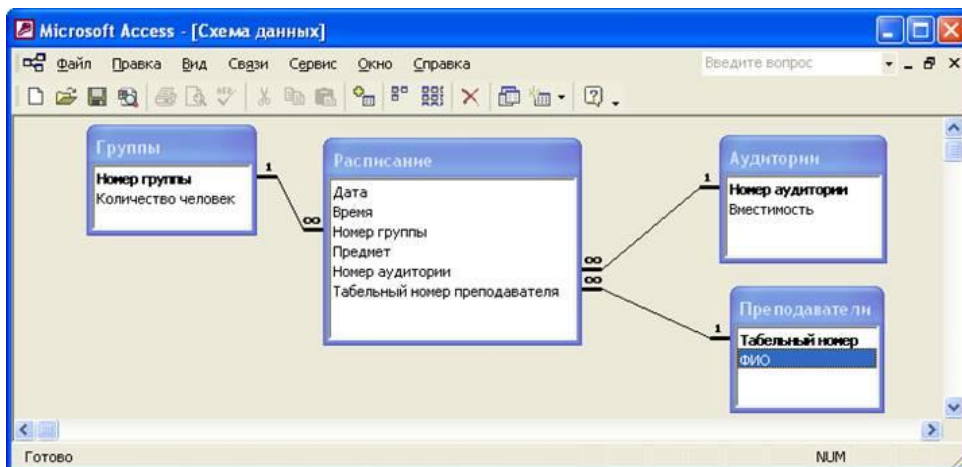 Microsoft Access - [Схема данных]
Файл Правка Вид Связи Сервис Окно Справка
Введите вопрос
Группы
Номер группы
Количество человек
1
∞
Расписание
Дата
Время
Номер группы
Предмет
Номер аудитории
Табельный номер преподавателя
∞
∞
1
Аудитории
Номер аудитории
Вместимость
1
Преподаватели
Табельный номер
ФИО
Готово
NUM